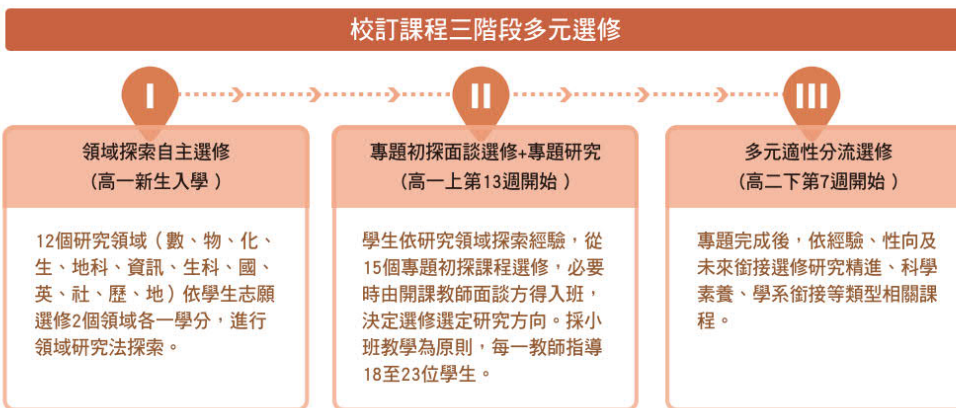 校訂課程三階段多元選修
I
II
III
領域探索自主選修
(高一新生入學 )
12個研究領域（數、物、化、
生、地科、資訊、生科、國、
英、社、歷、地）依學生志願
選修2個領域各一學分，進行
領域研究法探索。
專題初探面談選修+專題研究
(高一上第13週開始 )
學生依研究領域探索經驗，從
15個專題初探課程選修，必要
時由開課教師面談方得入班，
決定選修選定研究方向。採小
班教學為原則，每一教師指導
18至23位學生。
多元適性分流選修
(高二下第7週開始 )
專題完成後，依經驗、性向及
未來銜接選修研究精進、科學
素養、學系銜接等類型相關課
程。